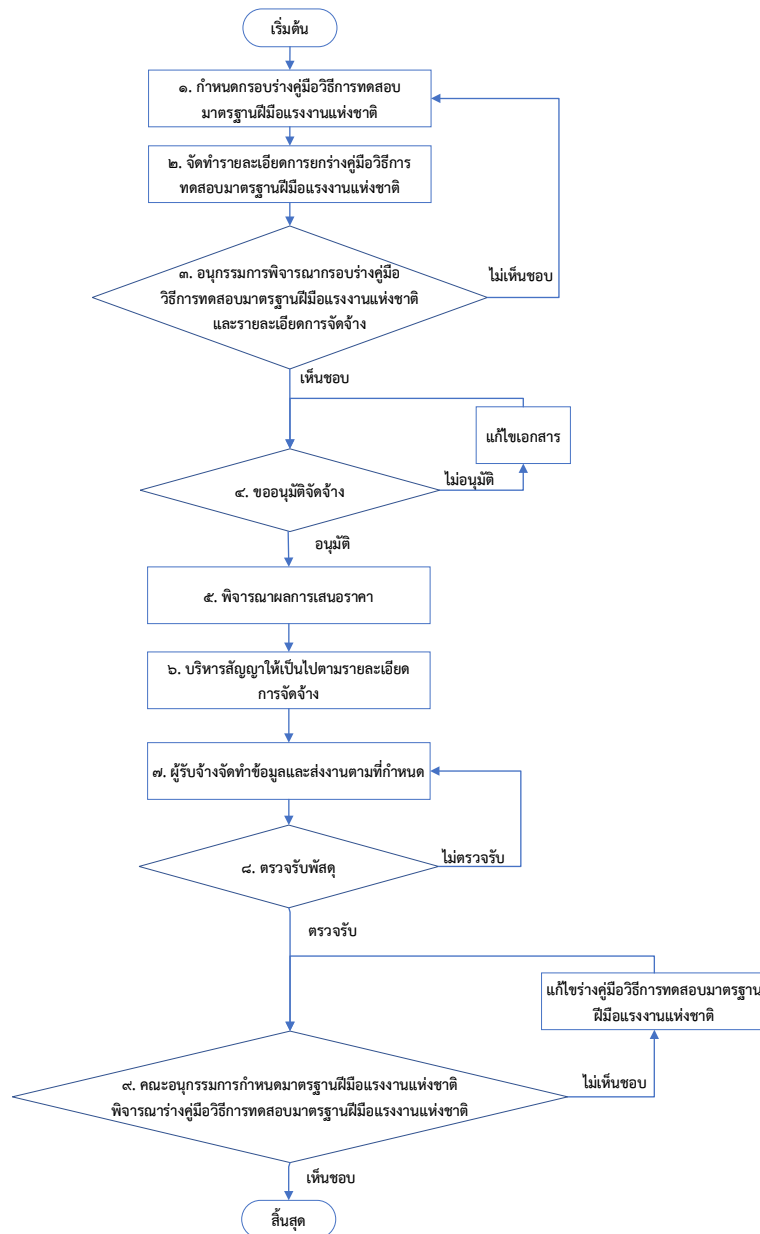 เริ่มต้น
๑. กำหนดกรอบร่างคู่มือวิธีการทดสอบ
มาตรฐานฝีมือแรงงานแห่งชาติ
๒. จัดทำรายละเอียดการยกร่างคู่มือวิธีการ
ทดสอบมาตรฐานฝีมือแรงงานแห่งชาติ
๓. อนุกรรมการพิจารณากรอบร่างคู่มือ
วิธีการทดสอบมาตรฐานฝีมือแรงงานแห่งชาติ
และรายละเอียดการจัดจ้าง
ไม่เห็นชอบ
เห็นชอบ
แก้ไขเอกสาร
๔. ขออนุมัติจัดจ้าง
ไม่อนุมัติ
อนุมัติ
๕. พิจารณาผลการเสนอราคา
๖. บริหารสัญญาให้เป็นไปตามรายละเอียด
การจัดจ้าง
๗. ผู้รับจ้างจัดทำข้อมูลและส่งงานตามที่กำหนด
๘. ตรวจรับพัสดุ
ไม่ตรวจรับ
ตรวจรับ
แก้ไขร่างคู่มือวิธีการทดสอบมาตรฐาน
ฝีมือแรงงานแห่งชาติ
๙. คณะอนุกรรมการกำหนดมาตรฐานฝีมือแรงงานแห่งชาติ
พิจารณาร่างคู่มือวิธีการทดสอบมาตรฐานฝีมือแรงงานแห่งชาติ
ไม่เห็นชอบ
เห็นชอบ
สิ้นสุด